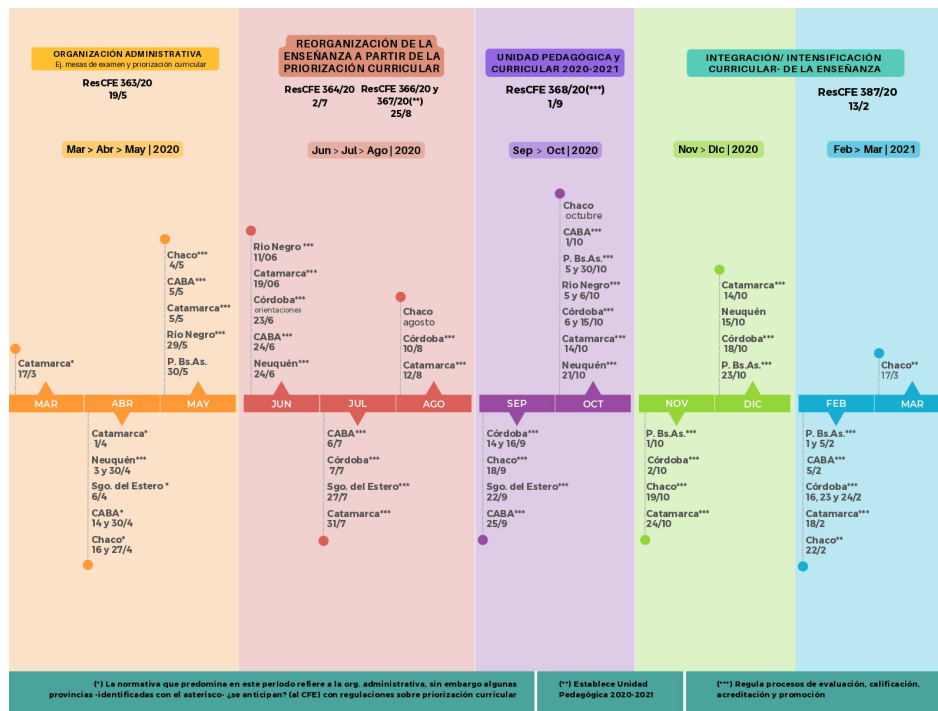 ORGANIZACIÓN ADMINISTRATIVA
Ej. mesas de examen y priorización curricular
ResCFE 363/20
19/5
Mar > Abr > May | 2020
REORGANIZACIÓN DE LA
ENSEÑANZA A PARTIR DE LA
PRIORIZACIÓN CURRICULAR
ResCFE 364/20
2/7
ResCFE 366/20 y
367/20(**)
25/8
Jun > Jul > Ago | 2020
UNIDAD PEDAGÓGICA y
CURRICULAR 2020-2021
ResCFE 368/20(***)
1/9
Sep > Oct | 2020
INTEGRACIÓN/ INTENSIFICACIÓN
CURRICULAR- DE LA ENSEÑANZA
ResCFE 387/20
13/2
Nov > Dic | 2020
Feb > Mar | 2021
Catamarca*
17/3
MAR
Catamarca*
1/4
Neuquén***
3 y 30/4
Sgo. del Estero *
6/4
CABA*
14 y 30/4
Chaco*
16 y 27/4
ABR
Chaco***
4/5
CABA***
5/5
Catamarca***
5/5
Río Negro***
29/5
P. Bs.As.
30/5
MAY
Río Negro ***
11/06
Catamarca***
19/06
Córdoba***
orientaciones
23/6
CABA***
24/6
Neuquén***
24/6
JUN
JUL
CABA***
6/7
Córdoba***
7/7
Sgo. del Estero***
27/7
Catamarca***
31/7
Chaco
agosto
Córdoba***
10/8
Catamarca***
12/8
AGO
SEP
Córdoba***
14 y 16/9
Chaco***
18/9
Sgo. del Estero***
22/9
CABA***
25/9
Chaco
octubre
CABA***
1/10
P. Bs.As.***
5 y 30/10
Río Negro***
5 y 6/10
Córdoba***
6 y 15/10
Catamarca***
14/10
Neuquén***
21/10
OCT
NOV
P. Bs.As.***
1/10
Córdoba***
2/10
Chaco***
19/10
Catamarca***
24/10
Catamarca***
14/10
Neuquén
15/10
Córdoba***
18/10
P. Bs.As.***
23/10
DIC
FEB
P. Bs.As.***
1 y 5/2
CABA***
5/2
Córdoba***
16, 23 y 24/2
Catamarca***
18/2
Chaco**
22/2
Chaco**
17/3
MAR
(*) La normativa que predomina en este período refiere a la org. administrativa, sin embargo algunas
provincias -identificadas con el asterisco- ¿se anticipan? (al CFE) con regulaciones sobre priorización curricular
(**) Establece Unidad
Pedagógica 2020-2021
(***) Regula procesos de evaluación, calificación,
acreditación y promoción